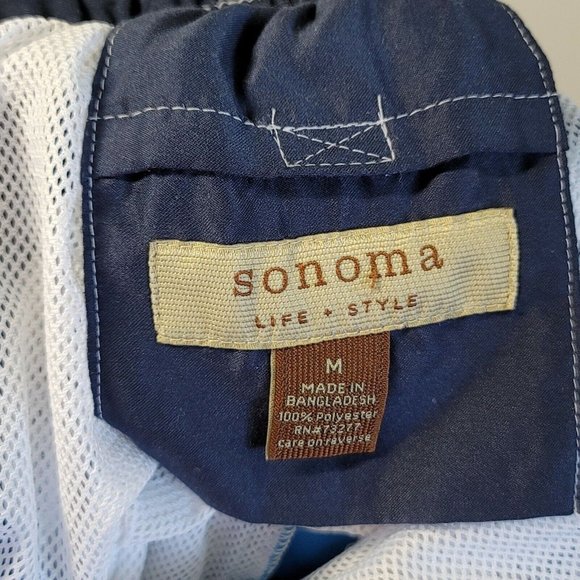 sonoma
LIFE + STYLE
M
MADE IN
BANGLADESH
100% Polyester
RN#73277
care on reverse